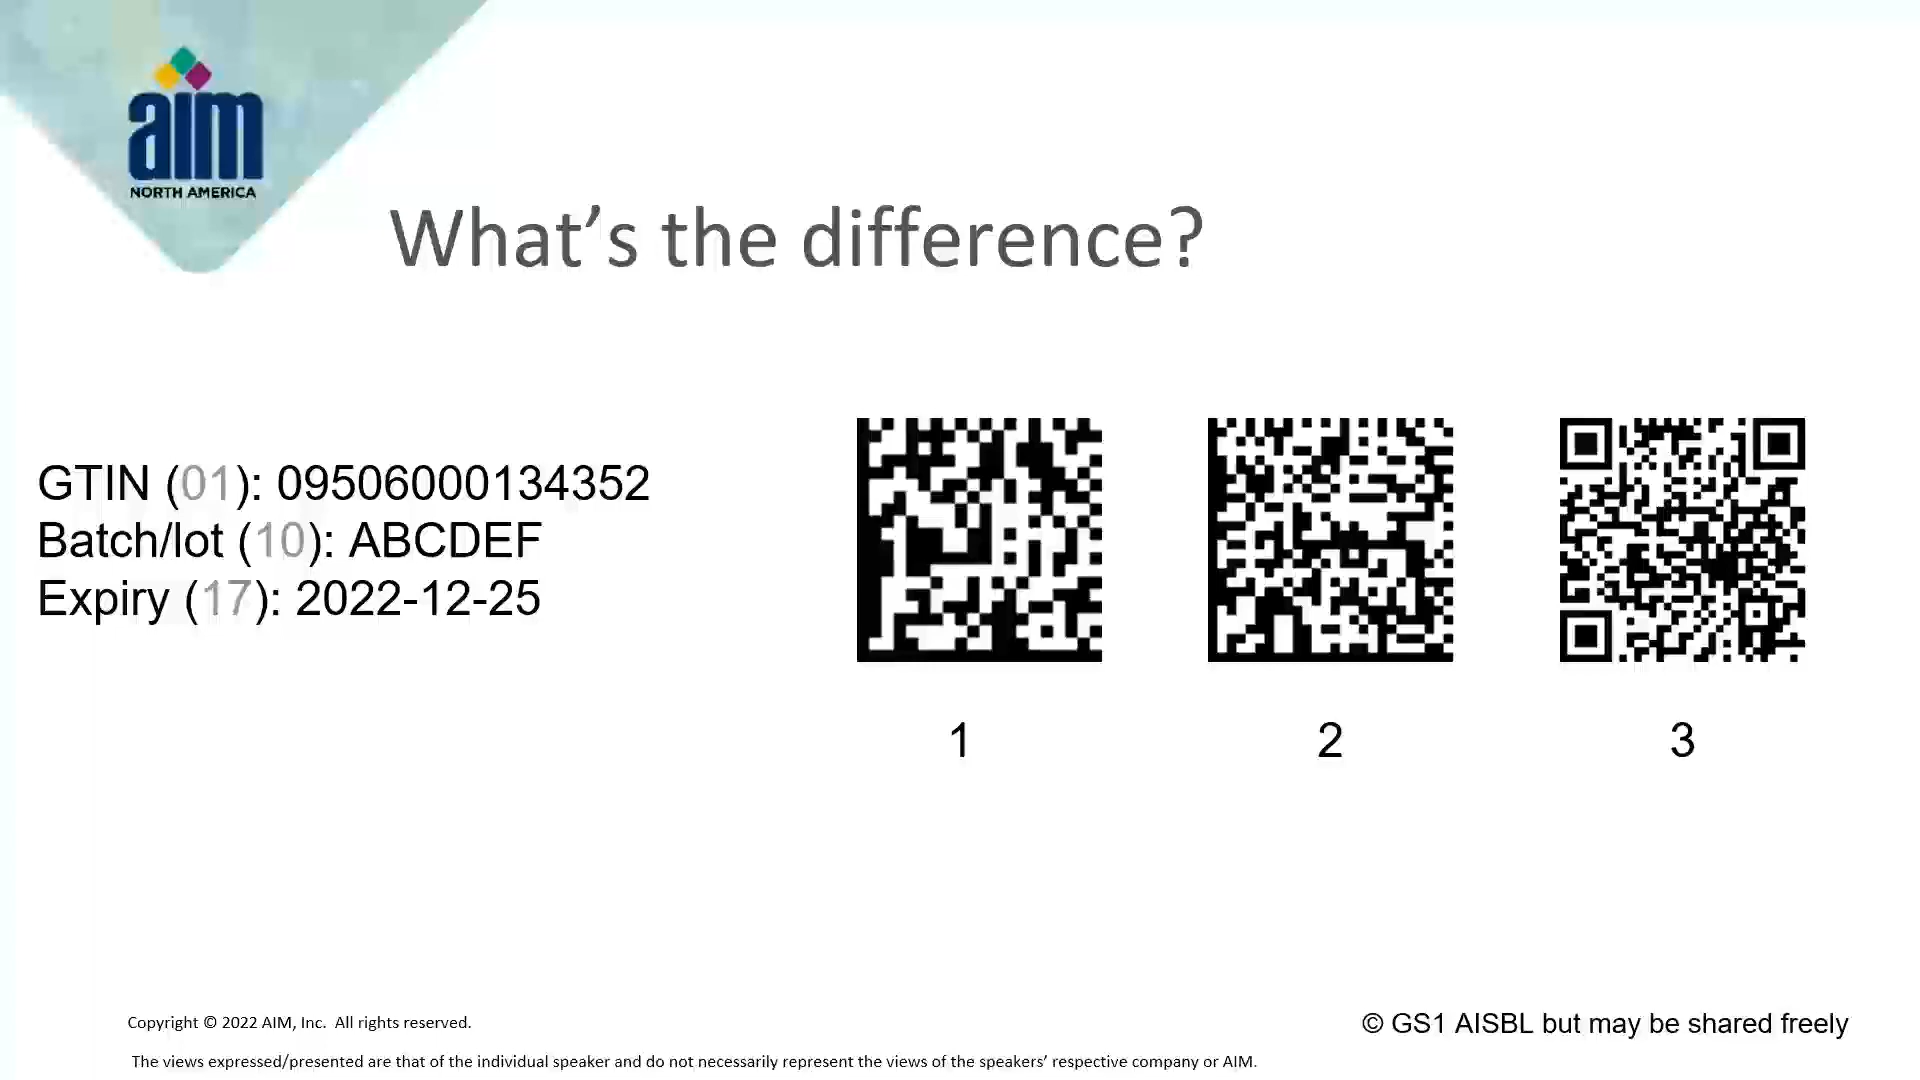 aim
NORTH AMERICA
What's the difference?
GTIN (01): 09506000134352
Batch/lot (10): ABCDEF
Expiry (17): 2022-12-25
1
2
3
Copyright © 2022 AIM, Inc.  All rights reserved.
© GS1 AISBL but may be shared freely
The views expressed/presented are that of the individual speaker and do not necessarily represent the views of the speakers' respective company or AIM.